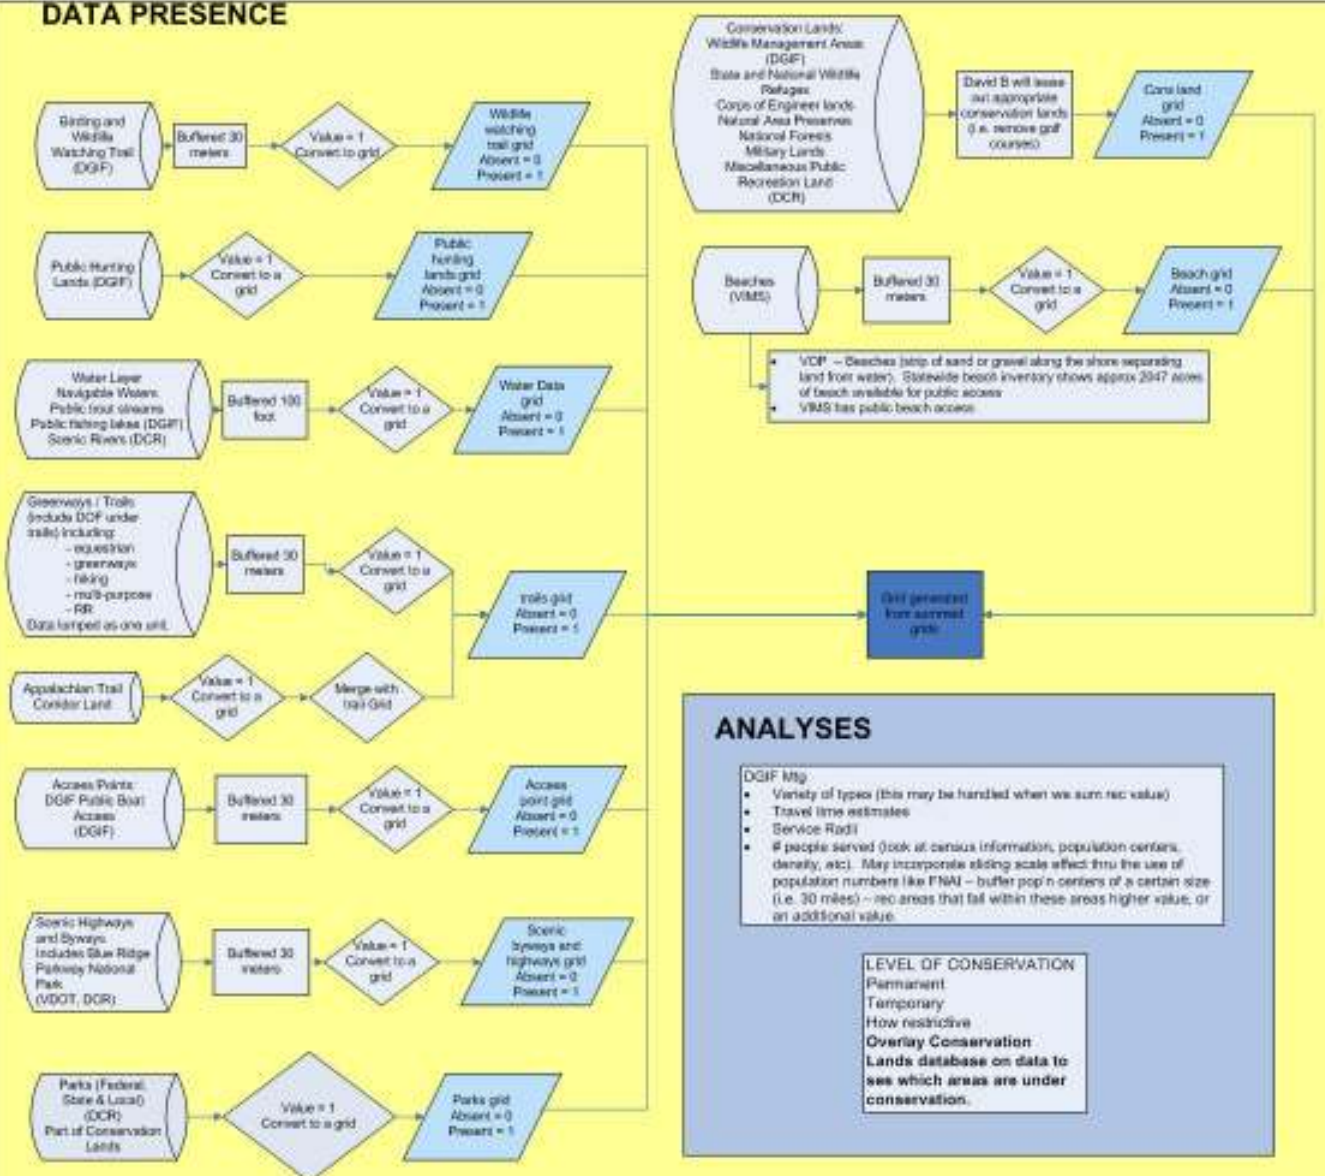 DATA PRESENCE
Birding and
Wildlife
Watching Trail
(DGIF)
Buffered 30
meters
Value = 1
Convert to grid
Wildlife
watching
trail grid
Absent = 0
Present = 1
Public Hunting
Lands (DGIF)
Value = 1
Convert to a
grid
Public
hunting
lands grid
Absent = 0
Present = 1
Water Layer
Navigable Waters
Public trout streams
Public fishing lakes (DGIF)
Scenic Rivers (DCR)
Buffered 100
foot
Value = 1
Convert to a
grid
Water Data
grid
Absent = 0
Present = 1
Greenways / Trails
(include DOF under
trails) including:
- equestrian
- greenways
- hiking
- multi-purpose
- RR
Data lumped as one unit.
Buffered 30
meters
Value = 1
Convert to a
grid
trails grid
Absent = 0
Present = 1
Appalachian Trail
Corridor Land
Value = 1
Convert to a
grid
Merge with
trail Grid
Access Points
DGIF Public Boat
Access
(DGIF)
Buffered 30
meters
Value = 1
Convert to a
grid
Access
point grid
Absent = 0
Present = 1
Scenic Highways
and Byways
Includes Blue Ridge
Parkway National
Park
(VDOT, DCR)
Buffered 30
meters
Value = 1
Convert to a
grid
Scenic
byways and
highways grid
Absent = 0
Present = 1
Parks (Federal,
State & Local)
(DCR)
Part of Conservation
Lands
Value = 1
Convert to a grid
Parks grid
Absent = 0
Present = 1
Conservation Lands:
Wildlife Management Areas
(DGIF)
State and National Wildlife
Refuges
Corps of Engineer lands
Natural Area Preserves
National Forests
Military Lands
Miscellaneous Public
Recreation Land
(DCR)
David B will tease
out appropriate
conservation lands
(i.e. remove golf
courses)
Cons land
grid
Absent = 0
Present = 1
Beaches
(VIMS)
Buffered 30
meters
Value = 1
Convert to a
grid
Beach grid
Absent = 0
Present = 1
• VOP – Beaches (strip of sand or gravel along the shore separating
land from water). Statewide beach inventory shows approx 2047 acres
of beach available for public access
• VIMS has public beach access
Grid generated
from summed
grids
ANALYSES
DGIF Mtg
• Variety of types (this may be handled when we sum rec value)
• Travel time estimates
• Service Radii
• # people served (look at census information, population centers,
density, etc). May incorporate sliding scale effect thru the use of
population numbers like FNAI – buffer pop'n centers of a certain size
(i.e. 30 miles) – rec areas that fall within these areas higher value, or
an additional value.
LEVEL OF CONSERVATION
Permanent
Temporary
How restrictive
Overlay Conservation
Lands database on data to
ses which areas are under
conservation.